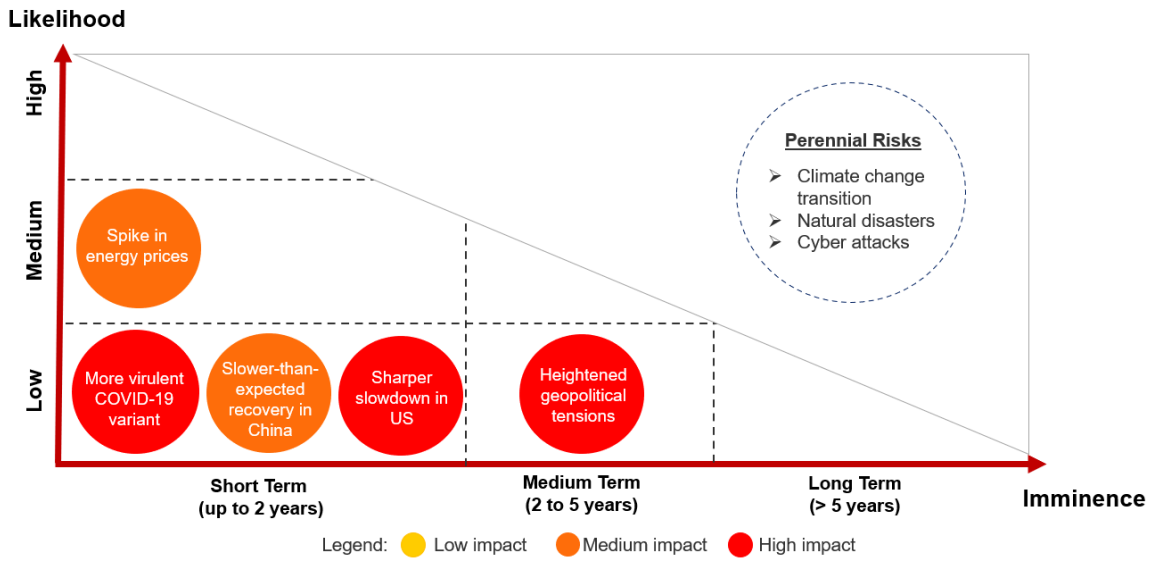 Likelihood
High
Medium
Low
Perennial Risks
➢ Climate change
transition
➢ Natural disasters
➢ Cyber attacks
Spike in
energy prices
More virulent
COVID-19
variant
Slower-than-
expected
recovery in
China
Sharper
slowdown in
US
Heightened
geopolitical
tensions
Short Term
(up to 2 years)
Medium Term
(2 to 5 years)
Long Term
(> 5 years)
Imminence
Legend: Low impact Medium impact High impact